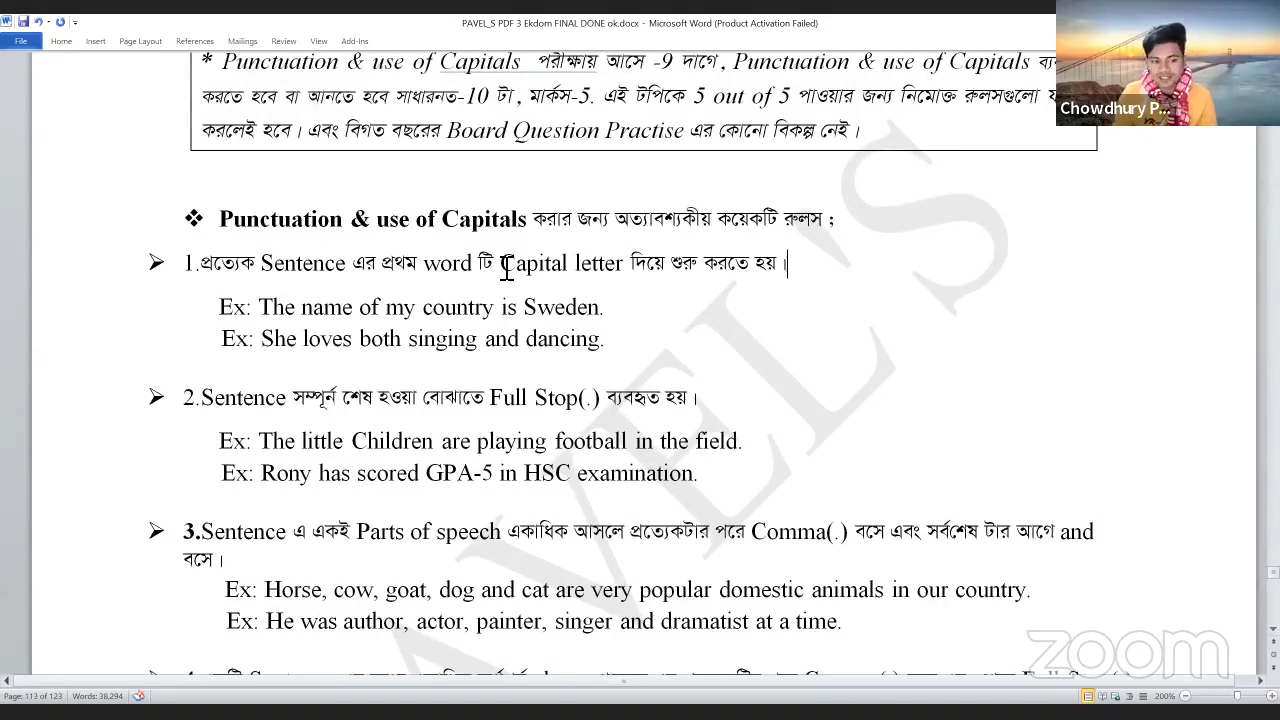 PAVEL_S PDF 3 Ekdom FINAL DONE ok.docx - Microsoft Word (Product Activation Failed)
File Home Insert Page Layout References Mailings Review View Add-Ins
* Punctuation & use of Capitals পরীক্ষায় আসে -9 দাগে, Punctuation & use of Capitals
করতে হবে বা আনতে হবে সাধারনত-10 টা, মার্কস-5. এই টপিকে 5 out of 5 পাওয়ার জন্য নিমোক্ত রুলসগুলো
করলেই হবে। এবং বিগত বছরের Board Question Practise এর কোনো বিকল্প নেই।
Chowdhury P...
❖ Punctuation & use of Capitals করার জন্য অত্যাবশ্যকীয় কয়েকটি রুলস ;
➢ 1.প্রত্যেক Sentence এর প্রথম word টি Capital letter দিয়ে শুরু করতে হয়।
Ex: The name of my country is Sweden.
Ex: She loves both singing and dancing.
➢ 2.Sentence সম্পূর্ন শেষ হওয়া বোঝাতে Full Stop(.) ব্যবহৃত হয়।
Ex: The little Children are playing football in the field.
Ex: Rony has scored GPA-5 in HSC examination.
➢ 3.Sentence এ একই Parts of speech একাধিক আসলে প্রত্যেকটার পরে Comma(.) বসে এবং সর্বশেষ টার আগে and
বসে।
Ex: Horse, cow, goat, dog and cat are very popular domestic animals in our country.
Ex: He was author, actor, painter, singer and dramatist at a time.
AVEL'S
zoom
Page: 113 of 123 Words: 38,294 200%